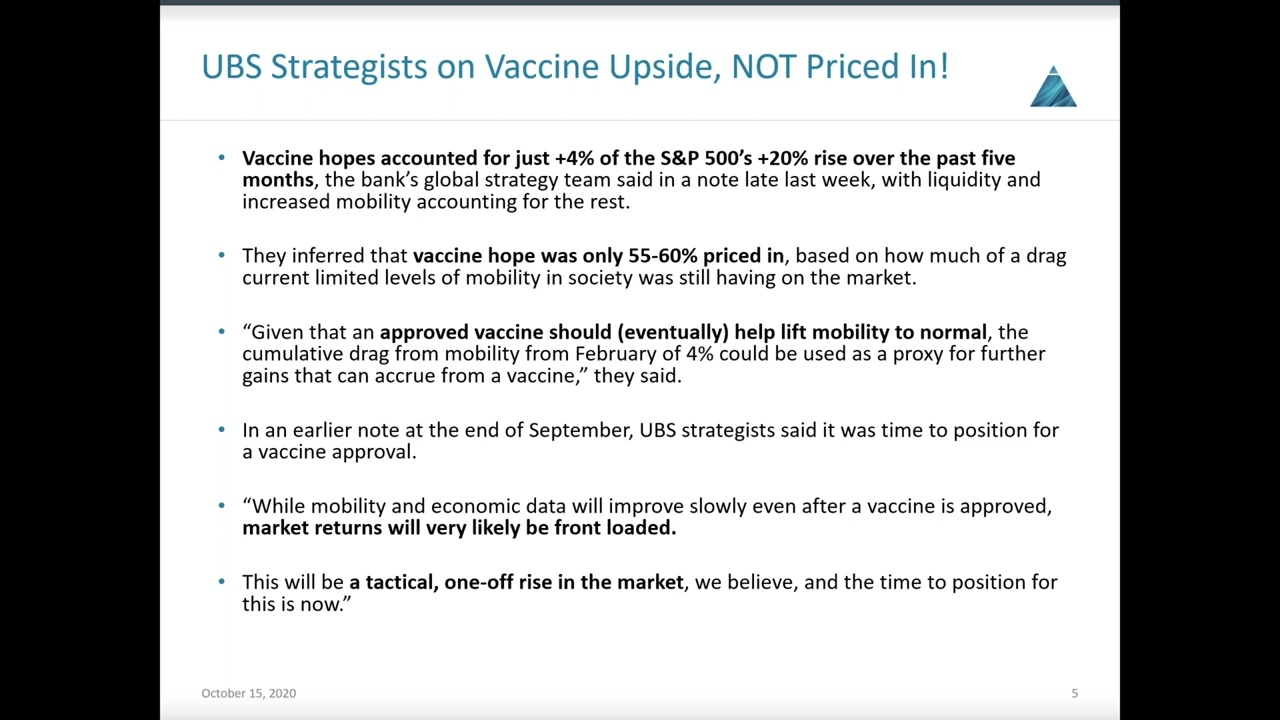 UBS Strategists on Vaccine Upside, NOT Priced In!
• Vaccine hopes accounted for just +4% of the S&P 500’s +20% rise over the past five
months, the bank’s global strategy team said in a note late last week, with liquidity and
increased mobility accounting for the rest.
• They inferred that vaccine hope was only 55-60% priced in, based on how much of a drag
current limited levels of mobility in society was still having on the market.
• “Given that an approved vaccine should (eventually) help lift mobility to normal, the
cumulative drag from mobility from February of 4% could be used as a proxy for further
gains that can accrue from a vaccine,” they said.
• In an earlier note at the end of September, UBS strategists said it was time to position for
a vaccine approval.
• “While mobility and economic data will improve slowly even after a vaccine is approved,
market returns will very likely be front loaded.
• This will be a tactical, one-off rise in the market, we believe, and the time to position for
this is now.”
October 15, 2020
5